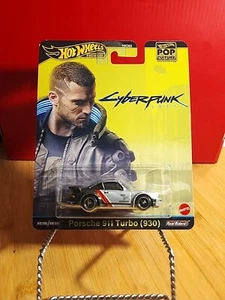 Hot Wheels
POP
CULTURE
Cyberpunk
Porsche 911 Turbo (930)
Real Riders